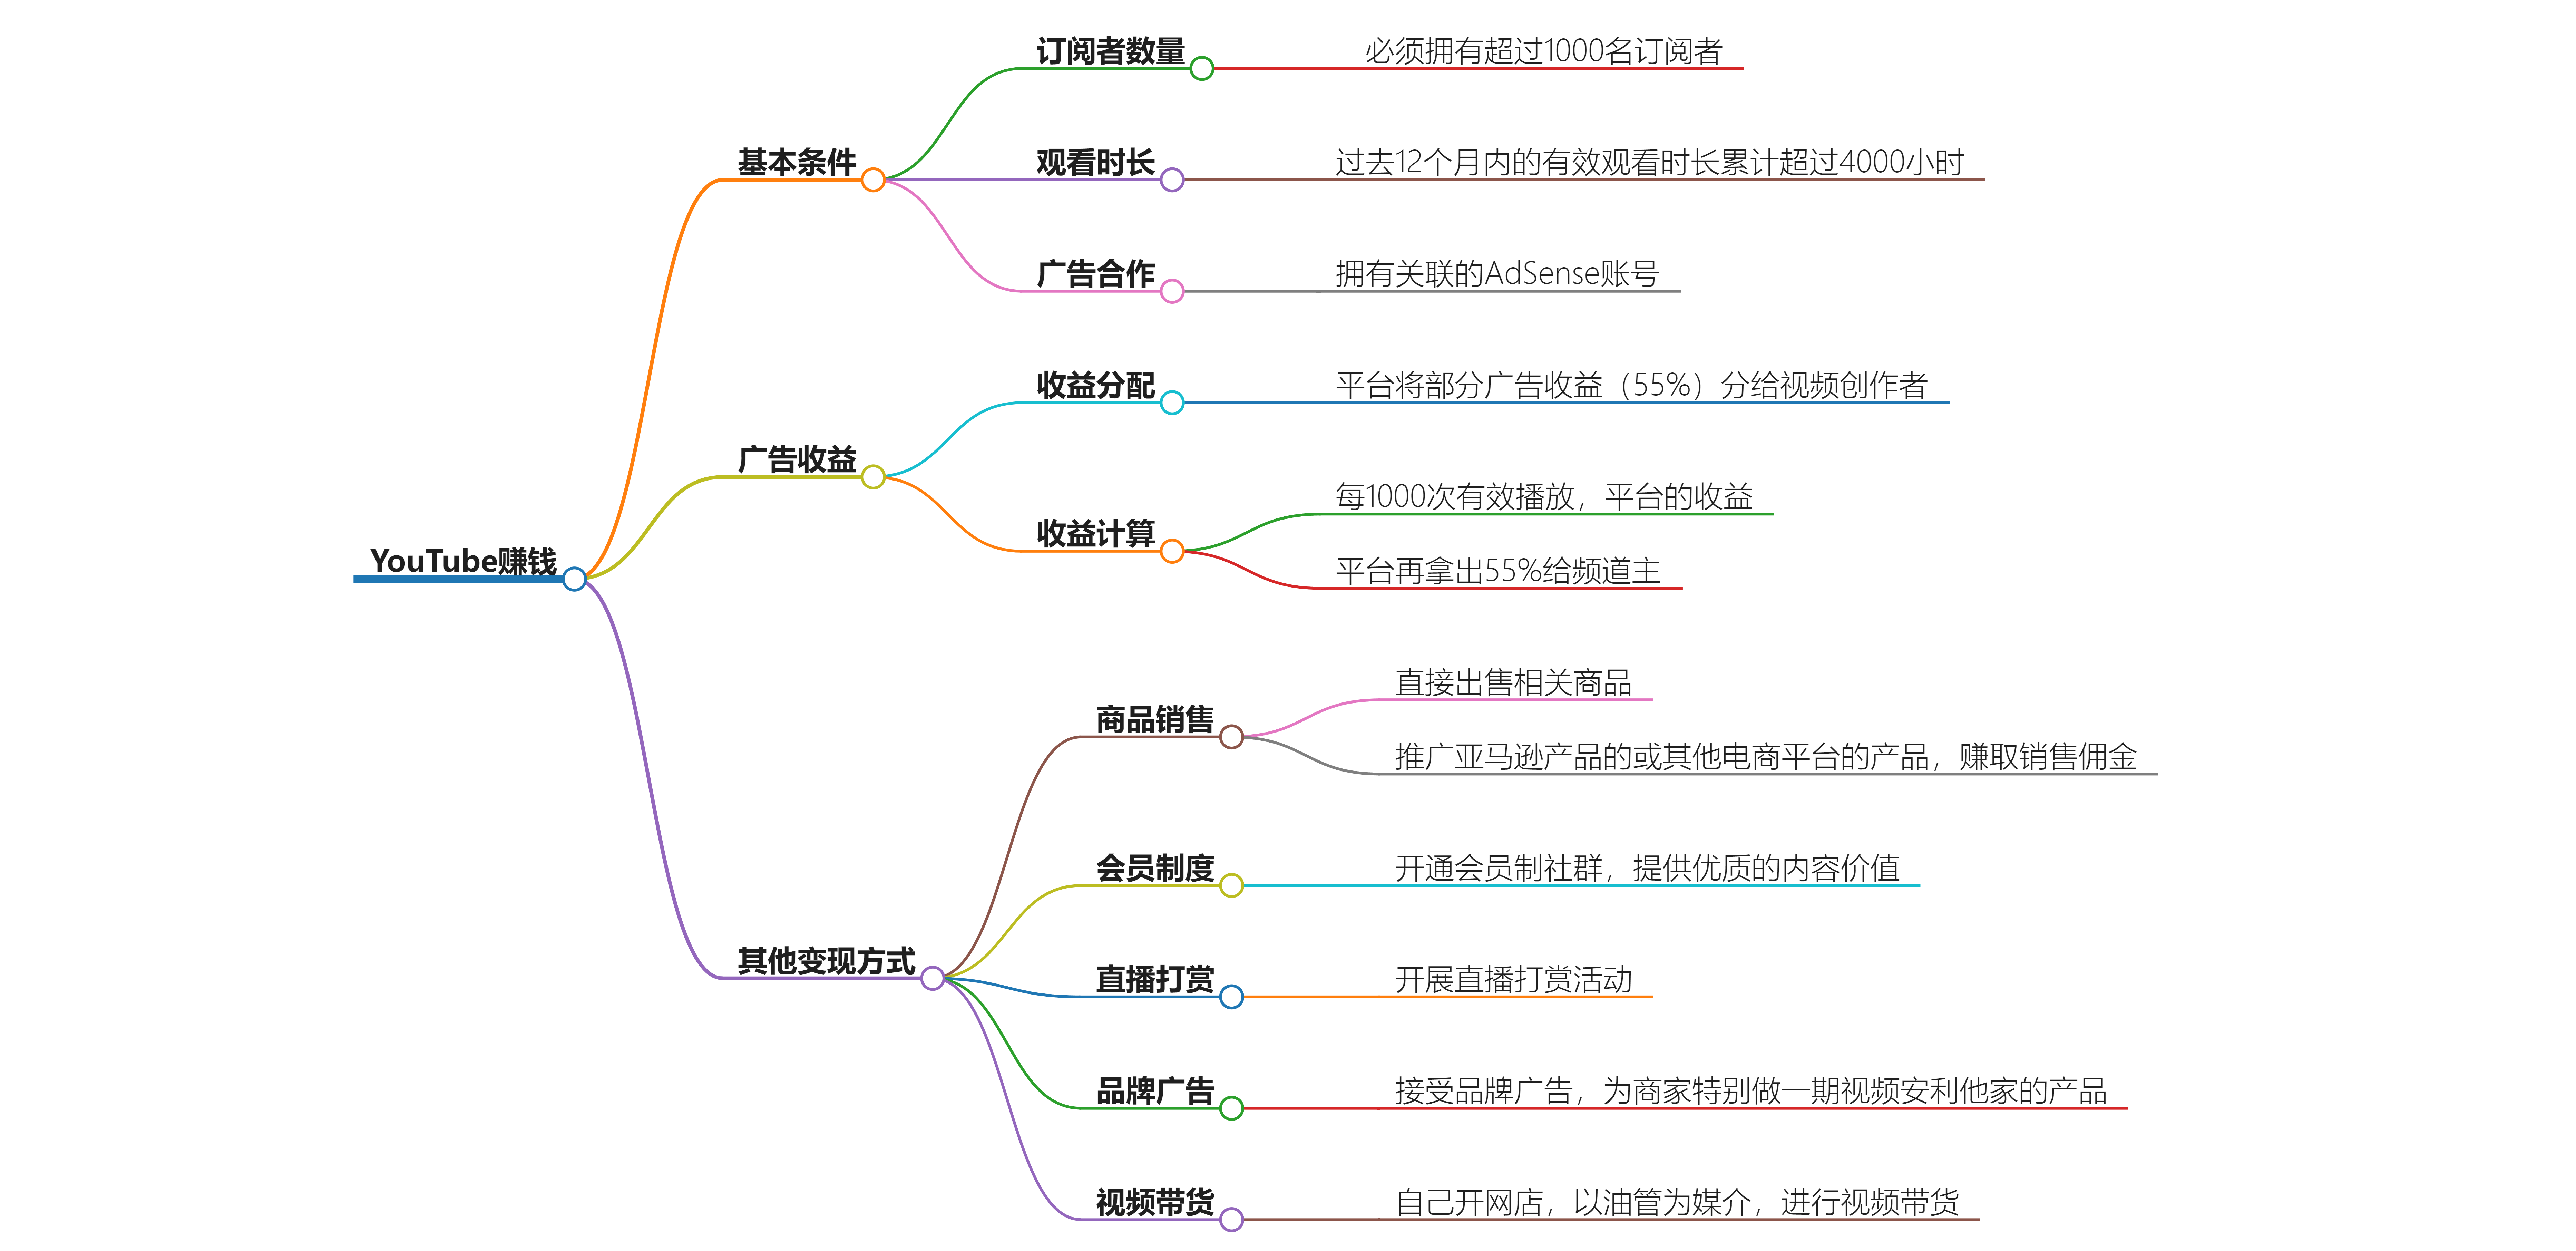 YouTube赚钱
基本条件
订阅者数量
必须拥有超过1000名订阅者
观看时长
过去12个月内的有效观看时长累计超过4000小时
广告合作
拥有关联的AdSense账号
广告收益
收益分配
平台将部分广告收益（55%）分给视频创作者
收益计算
每1000次有效播放，平台的收益
平台再拿出55%给频道主
其他变现方式
商品销售
直接出售相关商品
推广亚马逊产品的或其他电商平台的产品，赚取销售佣金
会员制度
开通会员制社群，提供优质的内容价值
直播打赏
开展直播打赏活动
品牌广告
接受品牌广告，为商家特别做一期视频安利他家的产品
视频带货
自己开网店，以油管为媒介，进行视频带货